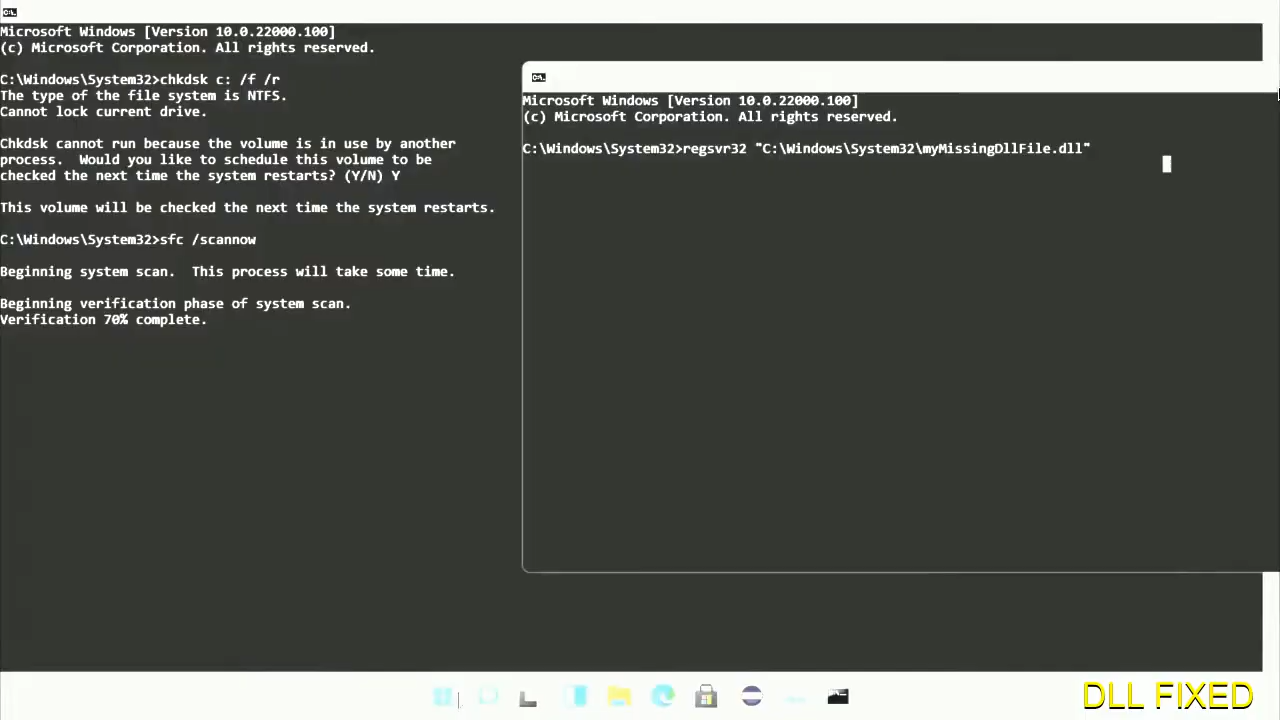 Microsoft Windows [Version 10.0.22000.100]
(c) Microsoft Corporation. All rights reserved.
C:\Windows\System32>chkdsk c: /f /r
The type of the file system is NTFS.
Cannot lock current drive.
Chkdsk cannot run because the volume is in use by another
process.  Would you like to schedule this volume to be
checked the next time the system restarts? (Y/N) Y
This volume will be checked the next time the system restarts.
C:\Windows\System32>sfc /scannow
Beginning system scan.  This process will take some time.
Beginning verification phase of system scan.
Verification 70% complete.
Microsoft Windows [Version 10.0.22000.100]
(c) Microsoft Corporation. All rights reserved.
C:\Windows\System32>regsvr32 "C:\Windows\System32\myMissingDllFile.dll"
DLL FIXED